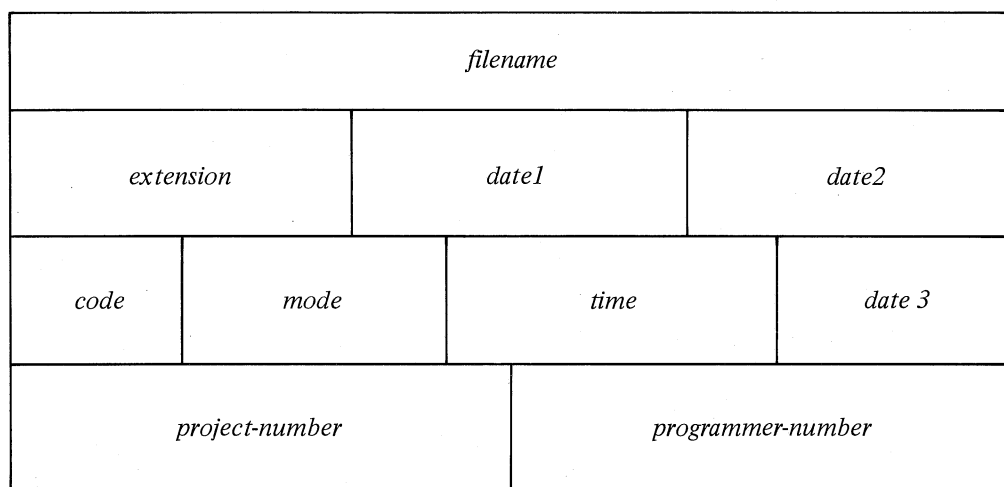 filename
extension date1 date2
code mode time date 3
project-number programmer-number